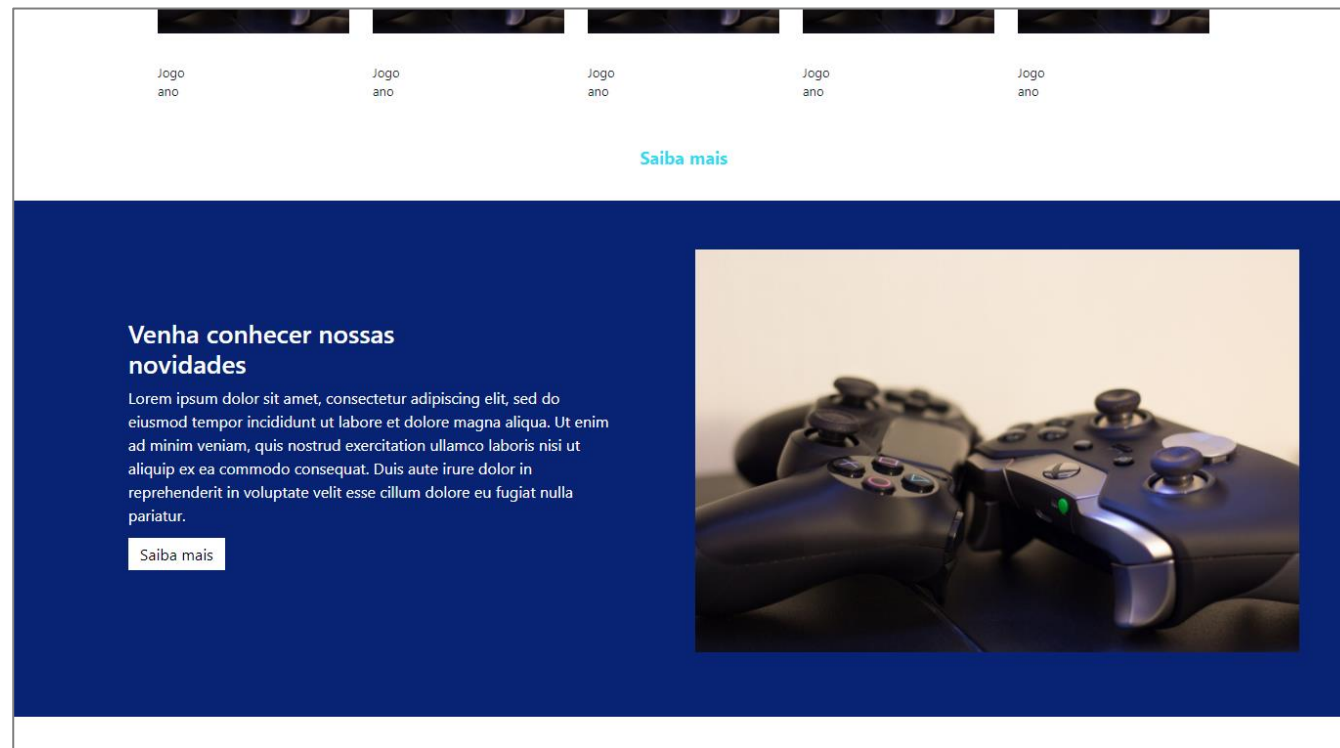 Jogo Jogo Jogo Jogo Jogo
ano ano ano ano ano
Saiba mais
Venha conhecer nossas
novidades
Lorem ipsum dolor sit amet, consectetur adipiscing elit, sed do
eiusmod tempor incididunt ut labore et dolore magna aliqua. Ut enim
ad minim veniam, quis nostrud exercitation ullamco laboris nisi ut
aliquip ex ea commodo consequat. Duis aute irure dolor in
reprehenderit in voluptate velit esse cillum dolore eu fugiat nulla
pariatur.
Saiba mais